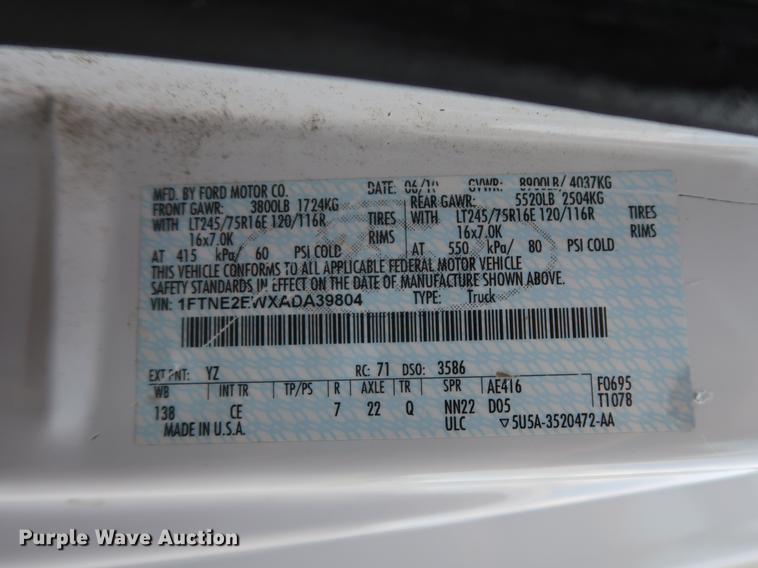 MFD. BY FORD MOTOR CO. DATE: 06/10 GVWR: 8900LB/ 4037KG
FRONT GAWR: 3800LB 1724KG REAR GAWR: 5520LB 2504KG
WITH LT245/75R16E 120/116R TIRES WITH LT245/75R16E 120/116R TIRES
16x7.0K RIMS 16x7.0K RIMS
AT 415 kPa/ 60 PSI COLD AT 550 kPa/ 80 PSI COLD
THIS VEHICLE CONFORMS TO ALL APPLICABLE FEDERAL MOTOR VEHICLE
SAFETY STANDARDS IN EFFECT ON THE DATE OF MANUFACTURE SHOWN ABOVE.
VIN: 1FTNE2EWXADA39804 TYPE: Truck
EXT PNT: YZ RC: 71 DSO: 3586
WB INT TR TP/PS R AXLE TR SPR AE416 F0695
138 CE 7 22 Q NN22 D05 T1078
MADE IN U.S.A. ULC ▽5U5A-3520472-AA
Purple Wave Auction